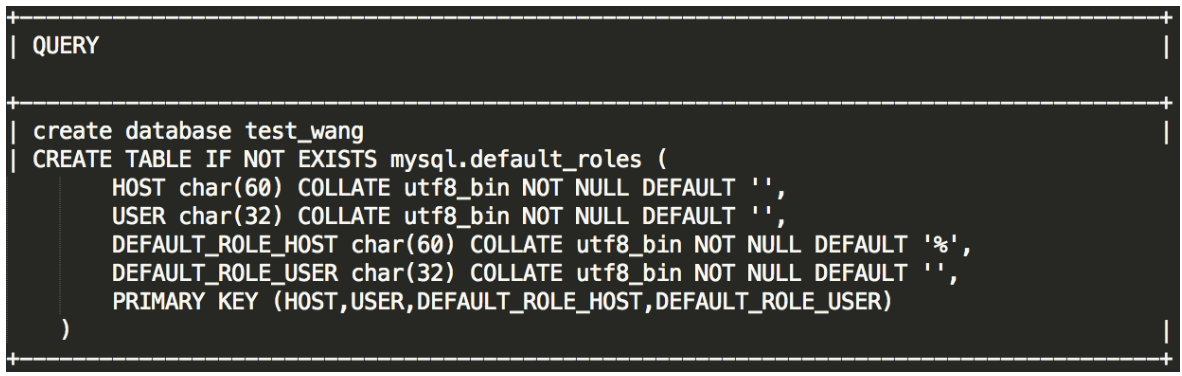 +--------------------------------------------------------------------------------------+
| QUERY |
+--------------------------------------------------------------------------------------+
| create database test_wang |
| CREATE TABLE IF NOT EXISTS mysql.default_roles (
HOST char(60) COLLATE utf8_bin NOT NULL DEFAULT '',
USER char(32) COLLATE utf8_bin NOT NULL DEFAULT '',
DEFAULT_ROLE_HOST char(60) COLLATE utf8_bin NOT NULL DEFAULT '%',
DEFAULT_ROLE_USER char(32) COLLATE utf8_bin NOT NULL DEFAULT '',
PRIMARY KEY (HOST,USER,DEFAULT_ROLE_HOST,DEFAULT_ROLE_USER)
) |
+--------------------------------------------------------------------------------------+